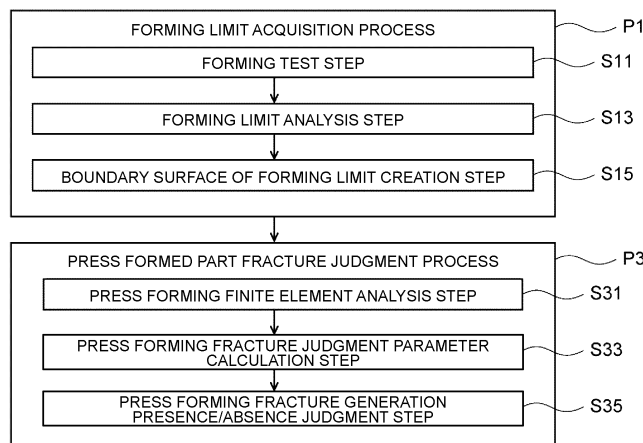 FORMING LIMIT ACQUISITION PROCESS
P1
FORMING TEST STEP
S11
FORMING LIMIT ANALYSIS STEP
S13
BOUNDARY SURFACE OF FORMING LIMIT CREATION STEP
S15
PRESS FORMED PART FRACTURE JUDGMENT PROCESS
P3
PRESS FORMING FINITE ELEMENT ANALYSIS STEP
S31
PRESS FORMING FRACTURE JUDGMENT PARAMETER
CALCULATION STEP
S33
PRESS FORMING FRACTURE GENERATION
PRESENCE/ABSENCE JUDGMENT STEP
S35